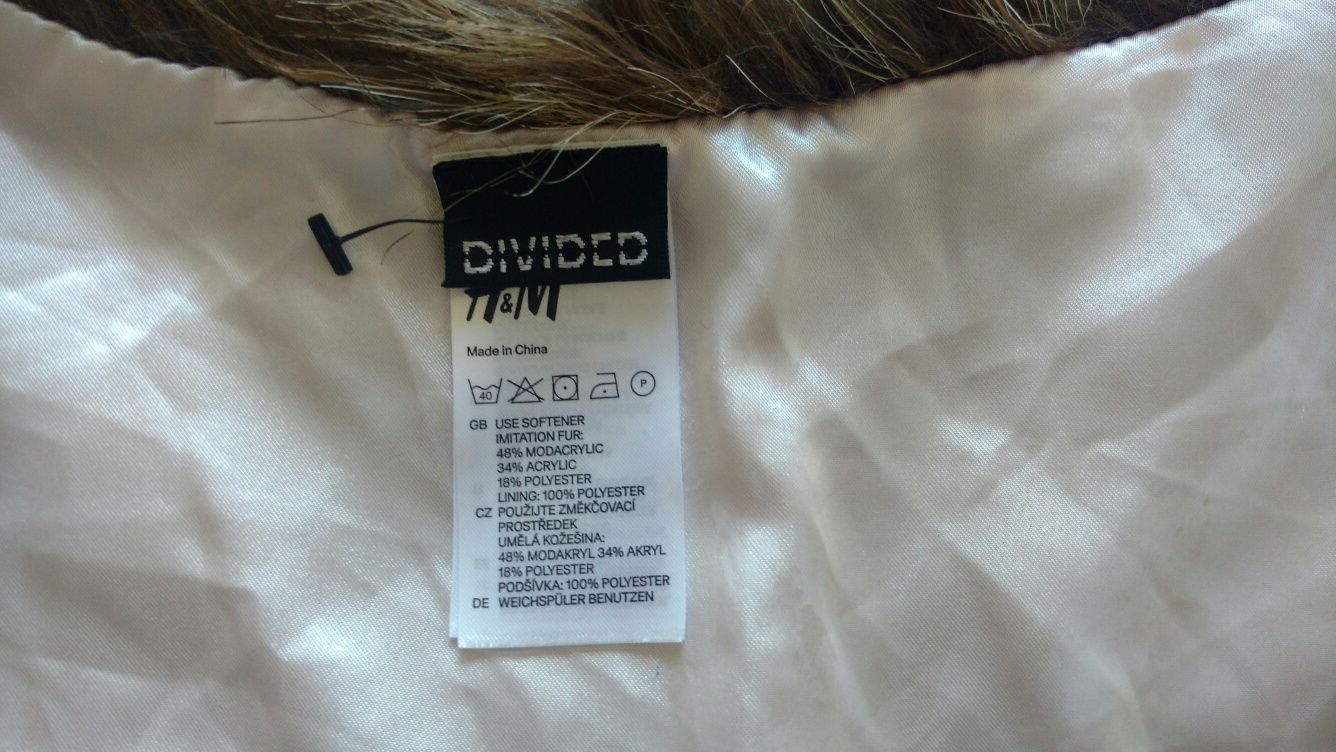 DIVIDED
H&M
Made in China
40 P
GB USE SOFTENER
IMITATION FUR:
48% MODACRYLIC
34% ACRYLIC
18% POLYESTER
LINING: 100% POLYESTER
CZ POUŽIJTE ZMĚKČOVACÍ
PROSTŘEDEK
UMĚLÁ KOŽEŠINA:
48% MODAKRYL 34% AKRYL
18% POLYESTER
PODŠÍVKA: 100% POLYESTER
DE WEICHSPÜLER BENUTZEN